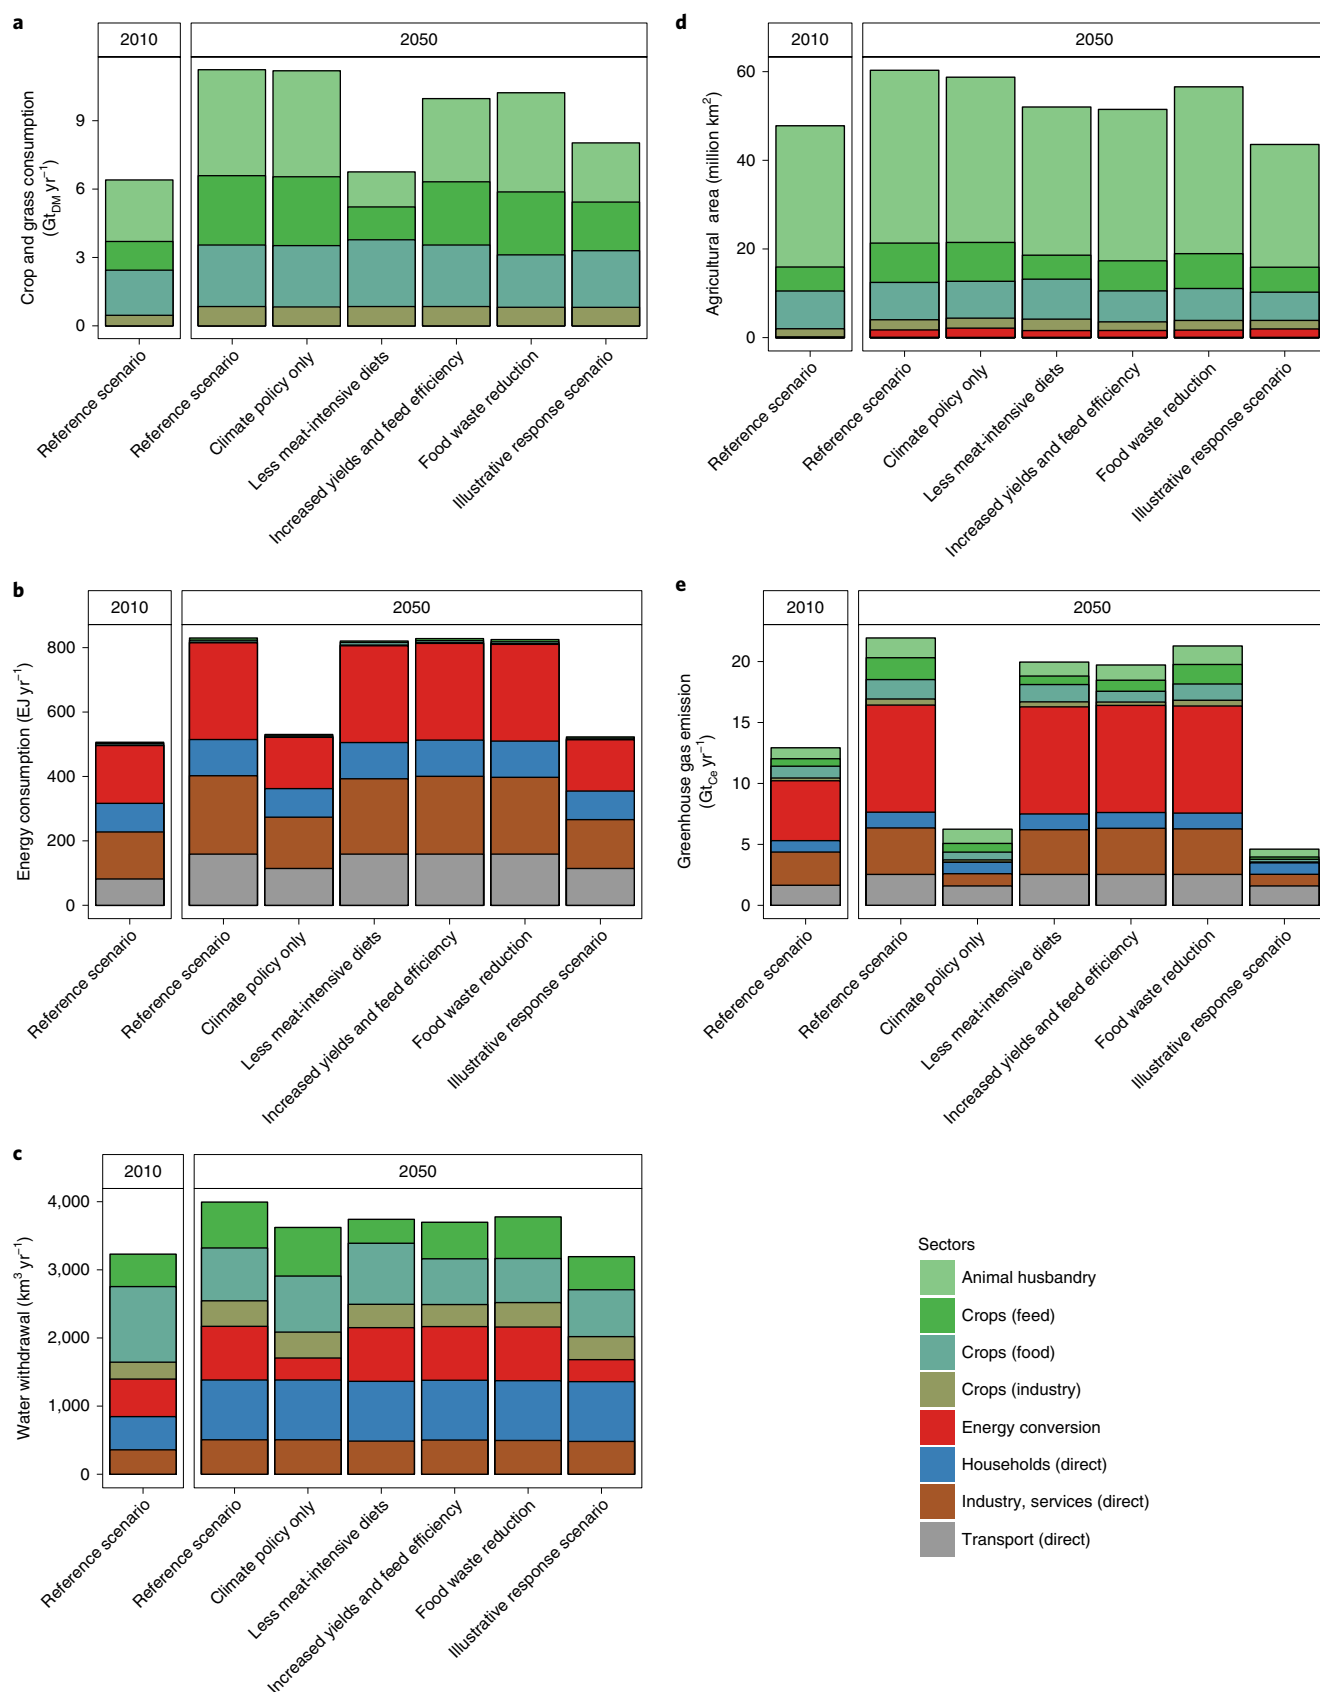 a
2010
2050
Crop and grass consumption
(Gt_DM yr⁻¹)
9
6
3
0
Reference scenario
Reference scenario
Climate policy only
Less meat-intensive diets
Increased yields and feed efficiency
Food waste reduction
Illustrative response scenario
d
2010
2050
Agricultural area (million km²)
60
40
20
0
Reference scenario
Reference scenario
Climate policy only
Less meat-intensive diets
Increased yields and feed efficiency
Food waste reduction
Illustrative response scenario
b
2010
2050
Energy consumption (EJ yr⁻¹)
800
600
400
200
0
Reference scenario
Reference scenario
Climate policy only
Less meat-intensive diets
Increased yields and feed efficiency
Food waste reduction
Illustrative response scenario
e
2010
2050
Greenhouse gas emission
(Gt_Ce yr⁻¹)
20
15
10
5
0
Reference scenario
Reference scenario
Climate policy only
Less meat-intensive diets
Increased yields and feed efficiency
Food waste reduction
Illustrative response scenario
c
2010
2050
Water withdrawal (km³ yr⁻¹)
4,000
3,000
2,000
1,000
0
Reference scenario
Reference scenario
Climate policy only
Less meat-intensive diets
Increased yields and feed efficiency
Food waste reduction
Illustrative response scenario
Sectors
Animal husbandry
Crops (feed)
Crops (food)
Crops (industry)
Energy conversion
Households (direct)
Industry, services (direct)
Transport (direct)